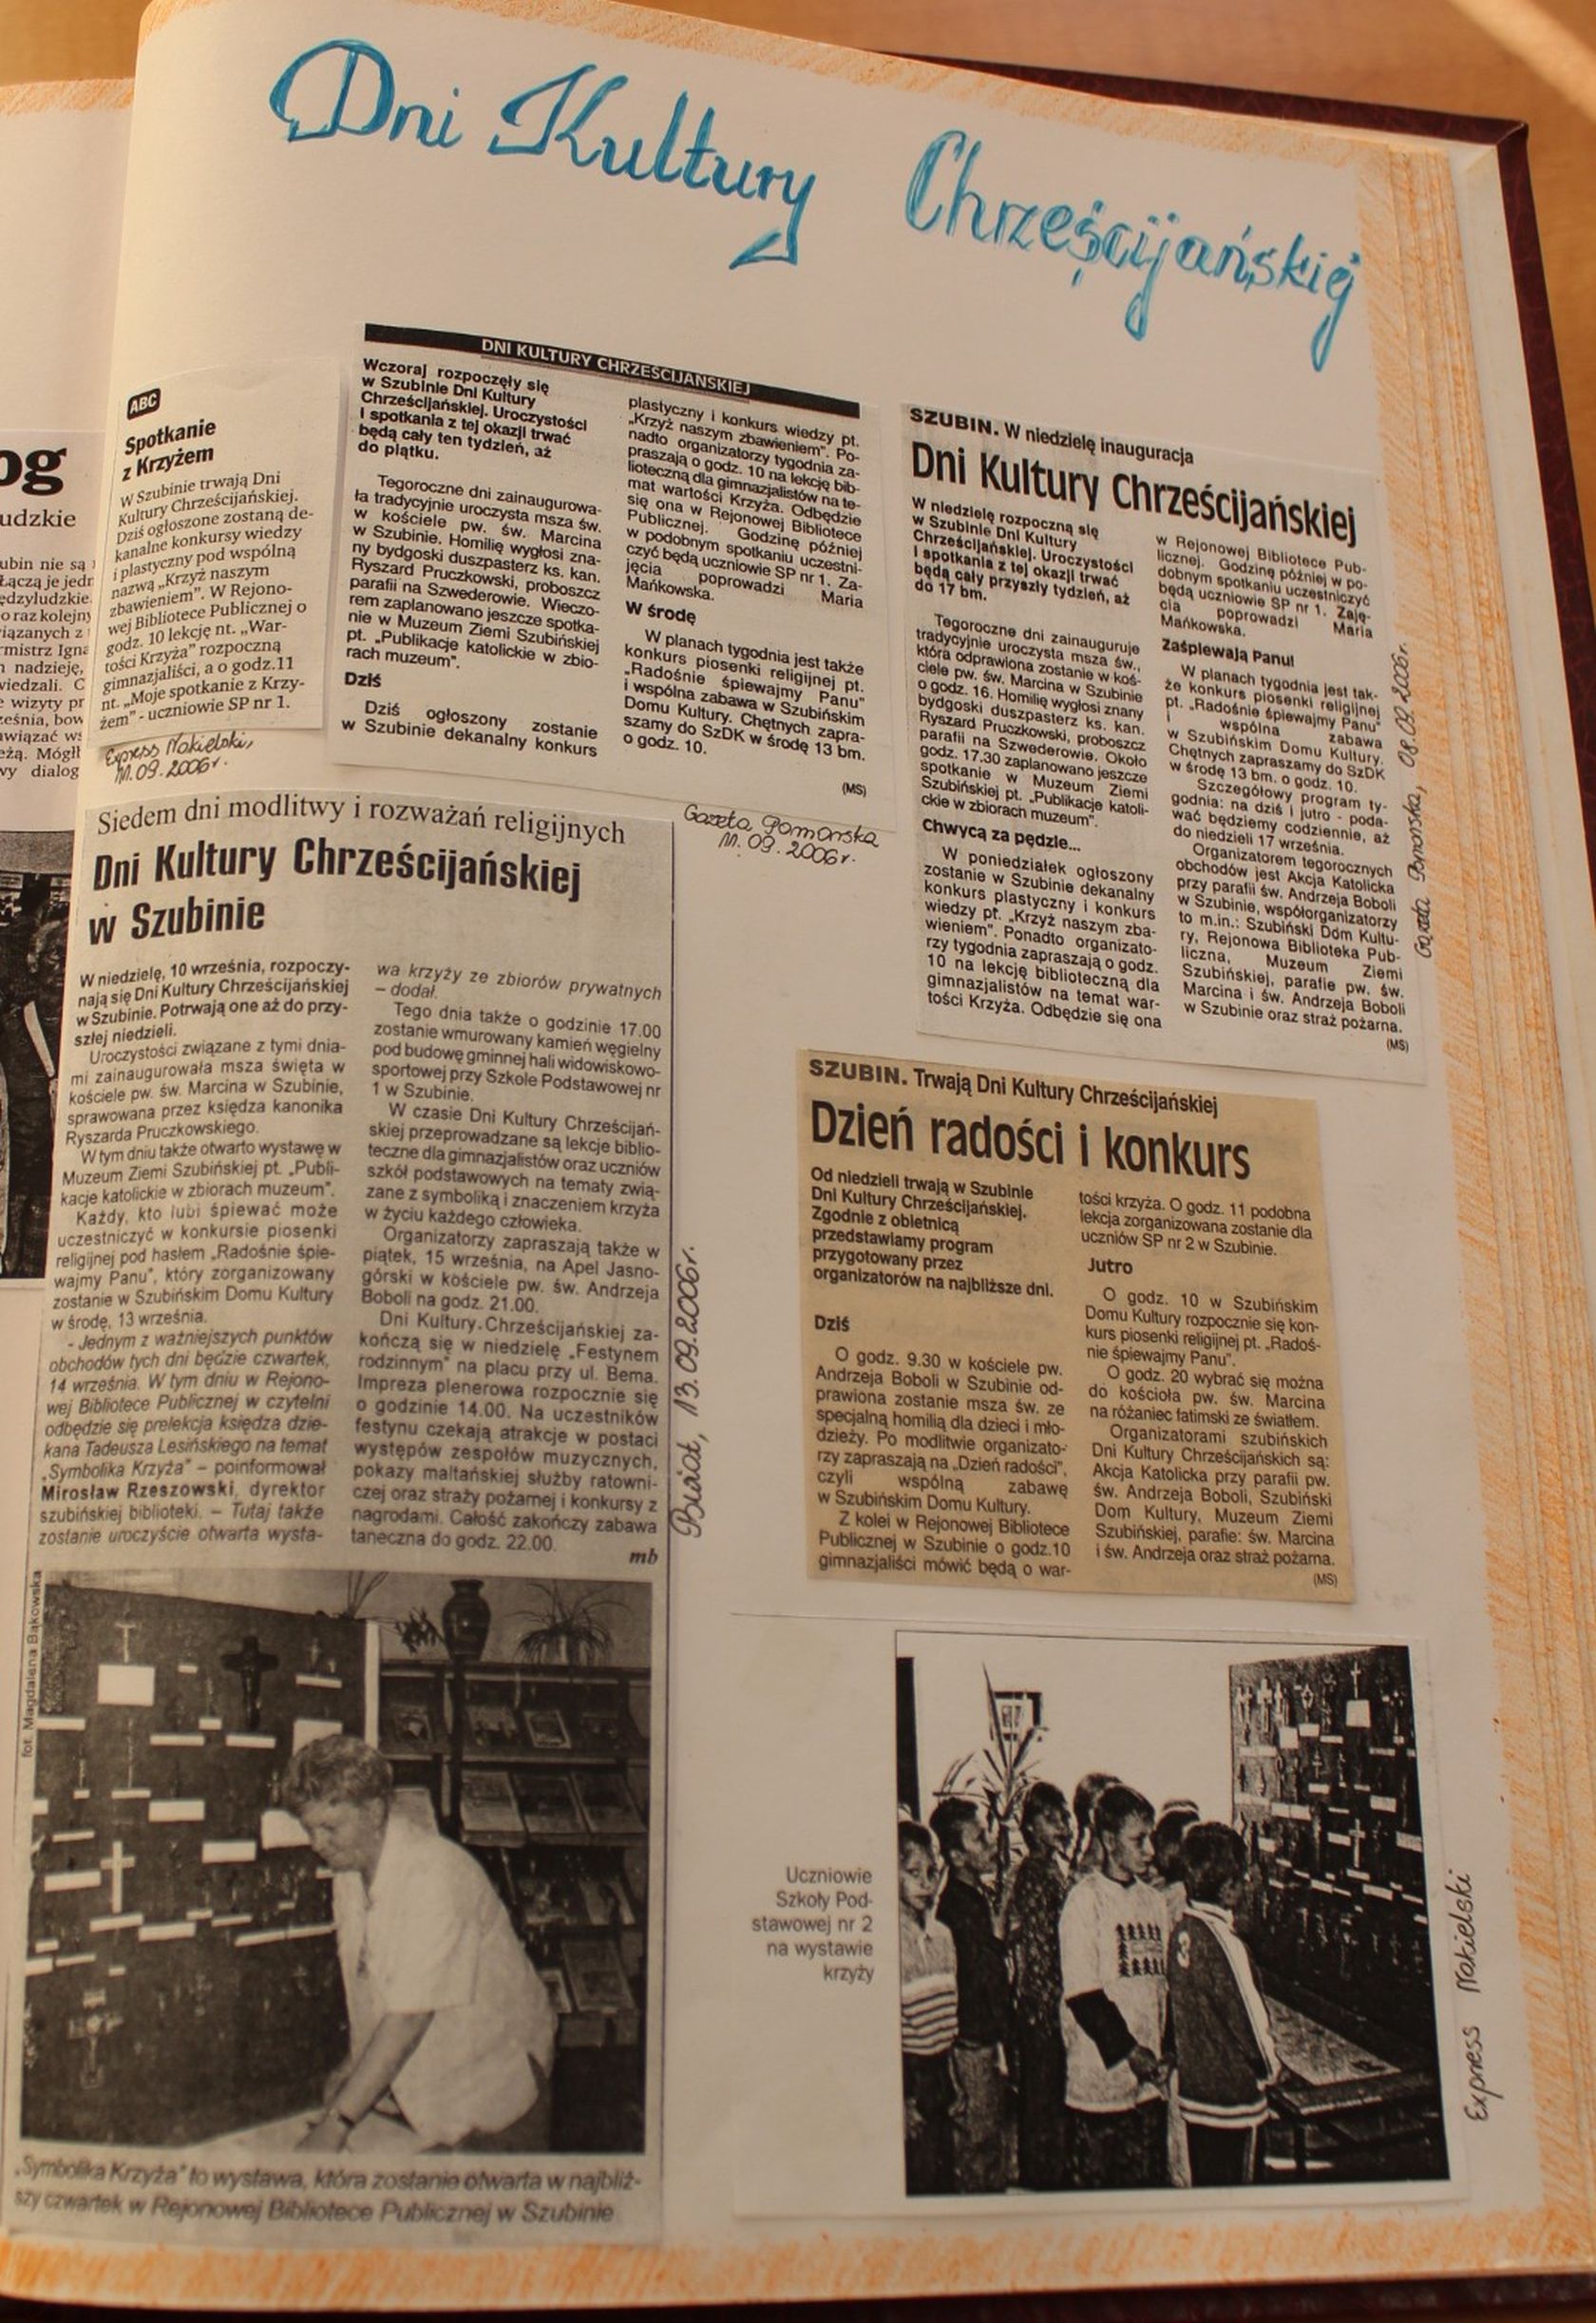 Dni Kultury Chrześcijańskiej
ABC
Spotkanie
z Krzyżem
W Szubinie trwają Dni
Kultury Chrześcijańskiej.
Dziś ogłoszone zostaną de-
kanalne konkursy wiedzy
i plastyczny pod wspólną
nazwą „Krzyż naszym
zbawieniem”. W Rejono-
wej Bibliotece Publicznej o
godz. 10 lekcję nt. „War-
tości Krzyża” rozpoczną
gimnazjaliści, a o godz.11
nt. „Moje spotkanie z Krzy-
żem” - uczniowie SP nr 1.
Express Nakielski,
11.09.2006r.
DNI KULTURY CHRZEŚCIJAŃSKIEJ
Wczoraj rozpoczęły się
w Szubinie Dni Kultury
Chrześcijańskiej. Uroczystości
i spotkania z tej okazji trwać
będą cały ten tydzień, aż
do piątku.
Tegoroczne dni zainaugurowa-
ła tradycyjnie uroczysta msza św.
w kościele pw. św. Marcina
w Szubinie. Homilię wygłosi zna-
ny bydgoski duszpasterz ks. kan.
Ryszard Pruczkowski, proboszcz
parafii na Szwederowie. Wieczo-
rem zaplanowano jeszcze spotka-
nie w Muzeum Ziemi Szubińskiej
pt. „Publikacje katolickie w zbio-
rach muzeum”.
Dziś
Dziś ogłoszony zostanie
w Szubinie dekanalny konkurs
plastyczny i konkurs wiedzy pt.
„Krzyż naszym zbawieniem”. Po-
nadto organizatorzy tygodnia za-
praszają o godz. 10 na lekcję bib-
lioteczną dla gimnazjalistów na te-
mat wartości Krzyża. Odbędzie
się ona w Rejonowej Bibliotece
Publicznej. Godzinę później
w podobnym spotkaniu uczestni-
czyć będą uczniowie SP nr 1. Za-
jęcia poprowadzi Maria
Mańkowska.
W środę
W planach tygodnia jest także
konkurs piosenki religijnej pt.
„Radośnie śpiewajmy Panu”
i wspólna zabawa w Szubińskim
Domu Kultury. Chętnych zapra-
szamy do SzDK w środę 13 bm.
o godz. 10.
(MS)
Gazeta Pomorska
11.09.2006r.
SZUBIN. W niedzielę inauguracja
Dni Kultury Chrześcijańskiej
W niedzielę rozpoczną się
w Szubinie Dni Kultury
Chrześcijańskiej. Uroczystości
i spotkania z tej okazji trwać
będą cały przyszły tydzień, aż
do 17 bm.
Tegoroczne dni zainauguruje
tradycyjnie uroczysta msza św.,
która odprawiona zostanie w koś-
ciele pw. św. Marcina w Szubinie
o godz. 16. Homilię wygłosi znany
bydgoski duszpasterz ks. kan.
Ryszard Pruczkowski, proboszcz
parafii na Szwederowie. Około
godz. 17.30 zaplanowano jeszcze
spotkanie w Muzeum Ziemi
Szubińskiej pt. „Publikacje katoli-
ckie w zbiorach muzeum”.
Chwycą za pędzle...
W poniedziałek ogłoszony
zostanie w Szubinie dekanalny
konkurs plastyczny i konkurs
wiedzy pt. „Krzyż naszym zba-
wieniem”. Ponadto organizato-
rzy tygodnia zapraszają o godz.
10 na lekcję biblioteczną dla
gimnazjalistów na temat war-
tości Krzyża. Odbędzie się ona
w Rejonowej Bibliotece Pub-
licznej. Godzinę później w po-
dobnym spotkaniu uczestniczyć
będą uczniowie SP nr 1. Zaję-
cia poprowadzi Maria
Mańkowska.
Zaśpiewają Panu!
W planach tygodnia jest tak-
że konkurs piosenki religijnej
pt. „Radośnie śpiewajmy Panu”
i wspólna zabawa
w Szubińskim Domu Kultury.
Chętnych zapraszamy do SzDK
w środę 13 bm. o godz. 10.
Szczegółowy program ty-
godnia: na dziś i jutro - poda-
wać będziemy codziennie, aż
do niedzieli 17 września.
Organizatorem tegorocznych
obchodów jest Akcja Katolicka
przy parafii św. Andrzeja Boboli
w Szubinie, współorganizatorzy
to m.in.: Szubiński Dom Kultu-
ry, Rejonowa Biblioteka Pub-
liczna, Muzeum Ziemi
Szubińskiej, parafie pw. św.
Marcina i św. Andrzeja Boboli
w Szubinie oraz straż pożarna.
(MS)
Gazeta Pomorska, 08.09.2006r.
Siedem dni modlitwy i rozważań religijnych
Dni Kultury Chrześcijańskiej
w Szubinie
W niedzielę, 10 września, rozpoczy-
nają się Dni Kultury Chrześcijańskiej
w Szubinie. Potrwają one aż do przy-
szłej niedzieli.
Uroczystości związane z tymi dnia-
mi zainaugurowała msza święta w
kościele pw. św. Marcina w Szubinie,
sprawowana przez księdza kanonika
Ryszarda Pruczkowskiego.
W tym dniu także otwarto wystawę w
Muzeum Ziemi Szubińskiej pt. „Publi-
kacje katolickie w zbiorach muzeum”.
Każdy, kto lubi śpiewać może
uczestniczyć w konkursie piosenki
religijnej pod hasłem „Radośnie śpie-
wajmy Panu”, który zorganizowany
zostanie w Szubińskim Domu Kultury
w środę, 13 września.
- Jednym z ważniejszych punktów
obchodów tych dni będzie czwartek,
14 września. W tym dniu w Rejono-
wej Bibliotece Publicznej w czytelni
odbędzie się prelekcja księdza dzie-
kana Tadeusza Lesińskiego na temat
„Symbolika Krzyża” – poinformował
Mirosław Rzeszowski, dyrektor
szubińskiej biblioteki. – Tutaj także
zostanie uroczyście otwarta wysta-
wa krzyży ze zbiorów prywatnych
– dodał.
Tego dnia także o godzinie 17.00
zostanie wmurowany kamień węgielny
pod budowę gminnej hali widowiskowo-
sportowej przy Szkole Podstawowej nr
1 w Szubinie.
W czasie Dni Kultury Chrześcijań-
skiej przeprowadzane są lekcje biblio-
teczne dla gimnazjalistów oraz uczniów
szkół podstawowych na tematy zwią-
zane z symboliką i znaczeniem krzyża
w życiu każdego człowieka.
Organizatorzy zapraszają także w
piątek, 15 września, na Apel Jasno-
górski w kościele pw. św. Andrzeja
Boboli na godz. 21.00.
Dni Kultury Chrześcijańskiej za-
kończą się w niedzielę „Festynem
rodzinnym” na placu przy ul. Bema.
Impreza plenerowa rozpocznie się
o godzinie 14.00. Na uczestników
festynu czekają atrakcje w postaci
występów zespołów muzycznych,
pokazy maltańskiej służby ratowni-
czej oraz straży pożarnej i konkursy z
nagrodami. Całość zakończy zabawa
taneczna do godz. 22.00.
mb
13.09.2006r.
SZUBIN. Trwają Dni Kultury Chrześcijańskiej
Dzień radości i konkurs
Od niedzieli trwają w Szubinie
Dni Kultury Chrześcijańskiej.
Zgodnie z obietnicą
przedstawiamy program
przygotowany przez
organizatorów na najbliższe dni.
Dziś
O godz. 9.30 w kościele pw.
Andrzeja Boboli w Szubinie od-
prawiona zostanie msza św. ze
specjalną homilią dla dzieci i mło-
dzieży. Po modlitwie organizato-
rzy zapraszają na „Dzień radości”,
czyli wspólną zabawę
w Szubińskim Domu Kultury.
Z kolei w Rejonowej Bibliotece
Publicznej w Szubinie o godz.10
gimnazjaliści mówić będą o war-
tości krzyża. O godz. 11 podobna
lekcja zorganizowana zostanie dla
uczniów SP nr 2 w Szubinie.
Jutro
O godz. 10 w Szubińskim
Domu Kultury rozpocznie się kon-
kurs piosenki religijnej pt. „Radoś-
nie śpiewajmy Panu”.
O godz. 20 wybrać się można
do kościoła pw. św. Marcina
na różaniec fatimski ze światłem.
Organizatorami szubińskich
Dni Kultury Chrześcijańskich są:
Akcja Katolicka przy parafii pw.
św. Andrzeja Boboli, Szubiński
Dom Kultury, Muzeum Ziemi
Szubińskiej, parafie: św. Marcina
i św. Andrzeja oraz straż pożarna.
(MS)
fot. Magdalena Bąkowska
„Symbolika Krzyża” to wystawa, która zostanie otwarta w najbliż-
szy czwartek w Rejonowej Bibliotece Publicznej w Szubinie
Uczniowie
Szkoły Pod-
stawowej nr 2
na wystawie
krzyży
Express Nakielski